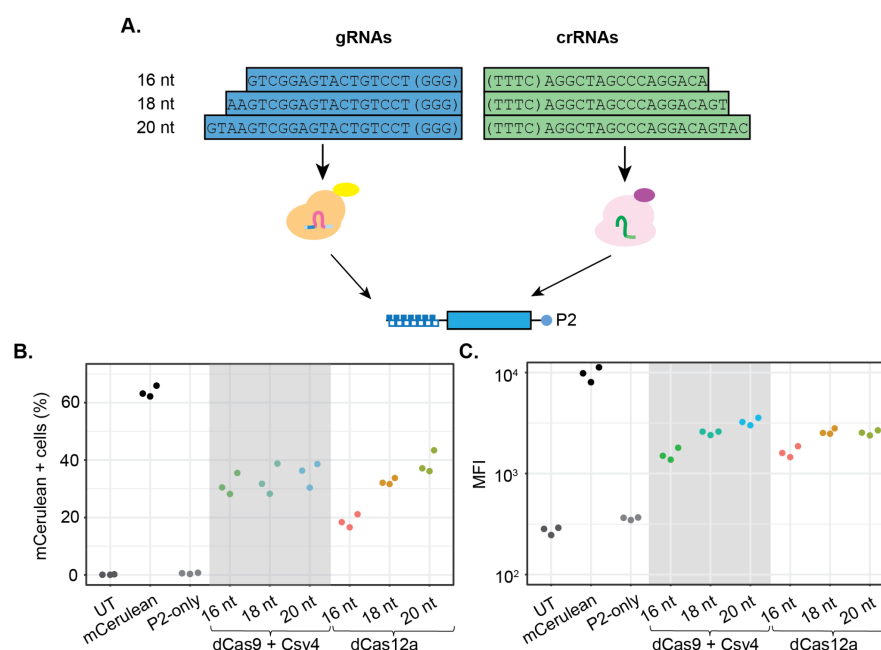 A.
gRNAs crRNAs
16 nt GTCGGAGTACTGTCCT(GGG) (TTTC)AGGCTAGCCCAGGACA
18 nt AAGTCGGAGTACTGTCCT(GGG) (TTTC)AGGCTAGCCCAGGACAGT
20 nt GTAAGTCGGAGTACTGTCCT(GGG) (TTTC)AGGCTAGCCCAGGACAGTAC
P2
B.
mCerulean + cells (%)
60
40
20
0
UT mCerulean P2-only 16 nt 18 nt 20 nt 16 nt 18 nt 20 nt
dCas9 + Csy4 dCas12a
C.
MFI
10⁴
10³
10²
UT mCerulean P2-only 16 nt 18 nt 20 nt 16 nt 18 nt 20 nt
dCas9 + Csy4 dCas12a